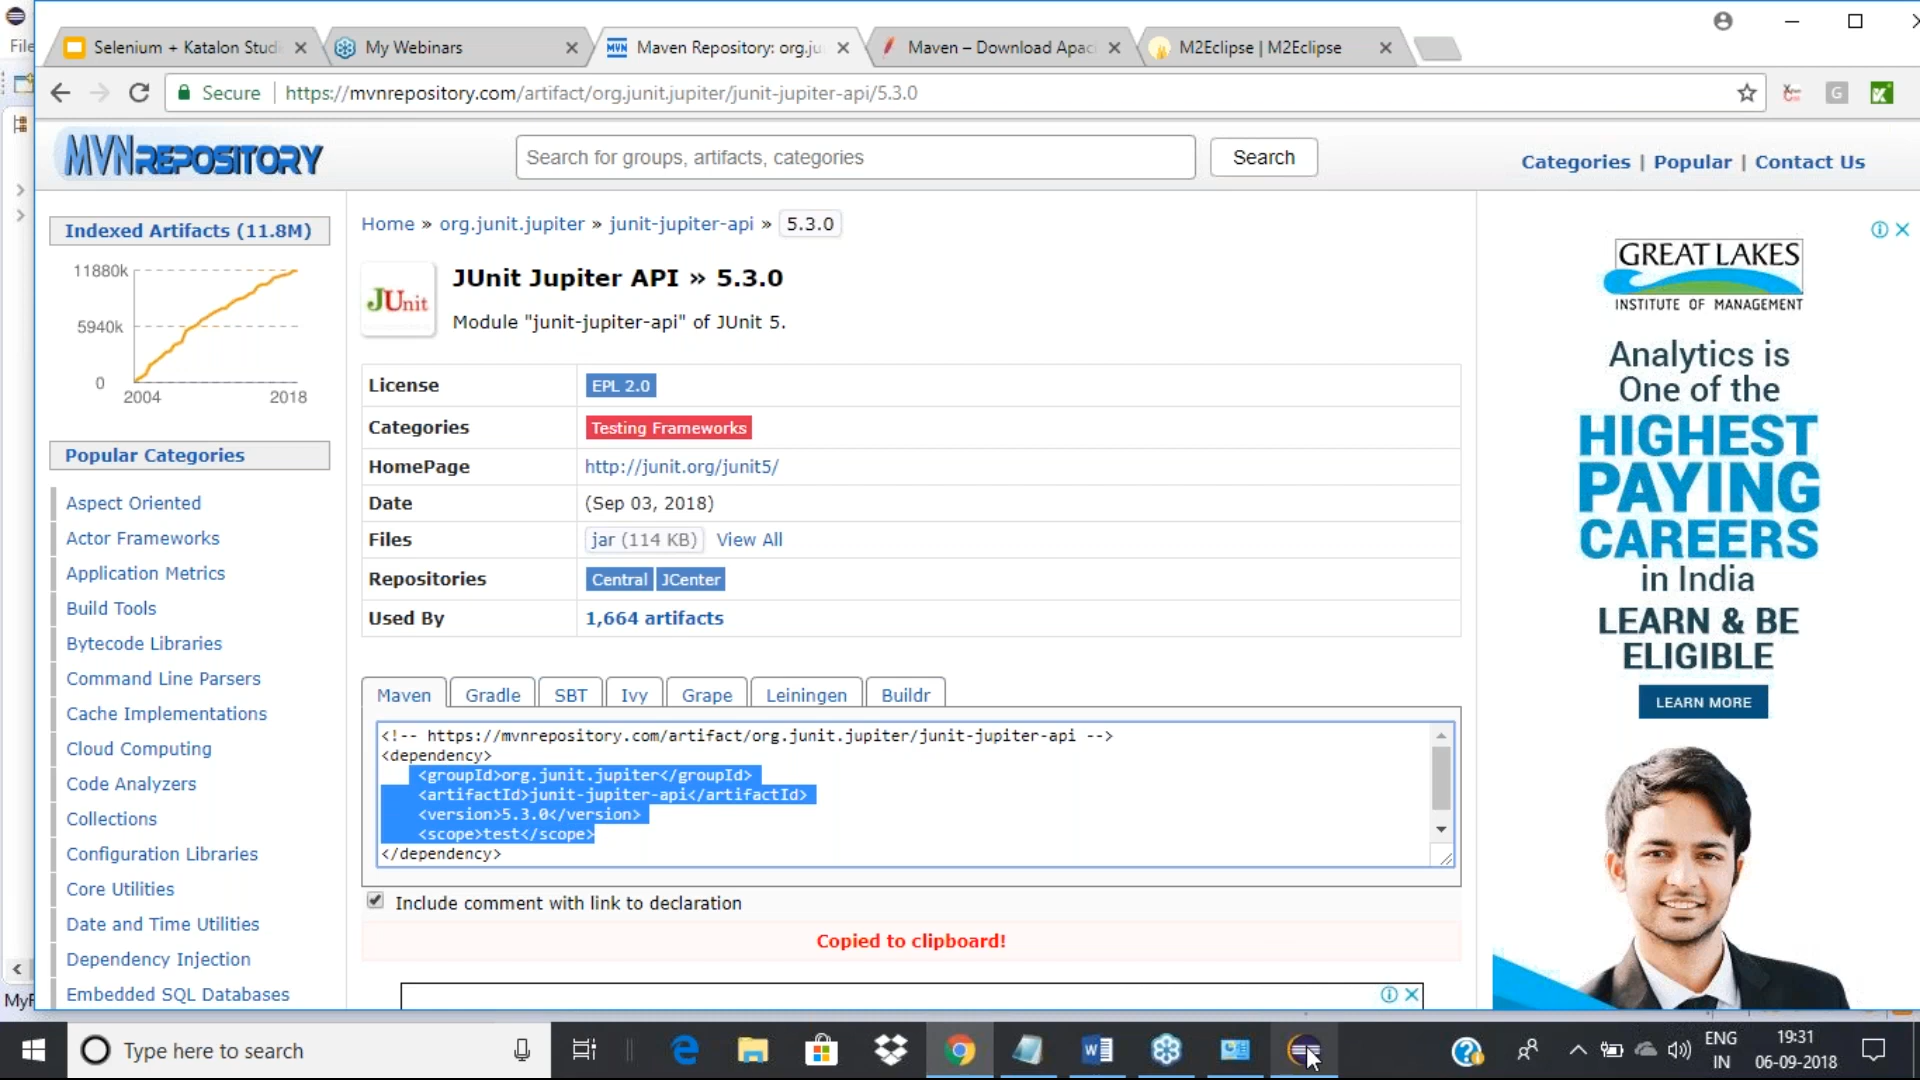 File
Selenium + Katalon Studi
My Webinars
Maven Repository: org.ju
Maven – Download Apac
M2Eclipse | M2Eclipse
Secure
https://mvnrepository.com/artifact/org.junit.jupiter/junit-jupiter-api/5.3.0
G
MVNREPOSITORY
Search for groups, artifacts, categories
Search
Categories | Popular | Contact Us
Indexed Artifacts (11.8M)
11880k
5940k
0
2004
2018
Popular Categories
Aspect Oriented
Actor Frameworks
Application Metrics
Build Tools
Bytecode Libraries
Command Line Parsers
Cache Implementations
Cloud Computing
Code Analyzers
Collections
Configuration Libraries
Core Utilities
Date and Time Utilities
Dependency Injection
Embedded SQL Databases
Home » org.junit.jupiter » junit-jupiter-api » 5.3.0
JUnit
JUnit Jupiter API » 5.3.0
Module "junit-jupiter-api" of JUnit 5.
License EPL 2.0
Categories Testing Frameworks
HomePage http://junit.org/junit5/
Date (Sep 03, 2018)
Files jar (114 KB) View All
Repositories Central JCenter
Used By 1,664 artifacts
Maven Gradle SBT Ivy Grape Leiningen Buildr
<!-- https://mvnrepository.com/artifact/org.junit.jupiter/junit-jupiter-api -->
<dependency>
<groupId>org.junit.jupiter</groupId>
<artifactId>junit-jupiter-api</artifactId>
<version>5.3.0</version>
<scope>test</scope>
</dependency>
Include comment with link to declaration
Copied to clipboard!
GREAT LAKES
INSTITUTE OF MANAGEMENT
Analytics is
One of the
HIGHEST
PAYING
CAREERS
in India
LEARN & BE
ELIGIBLE
LEARN MORE
MyF
Type here to search
ENG
IN
19:31
06-09-2018